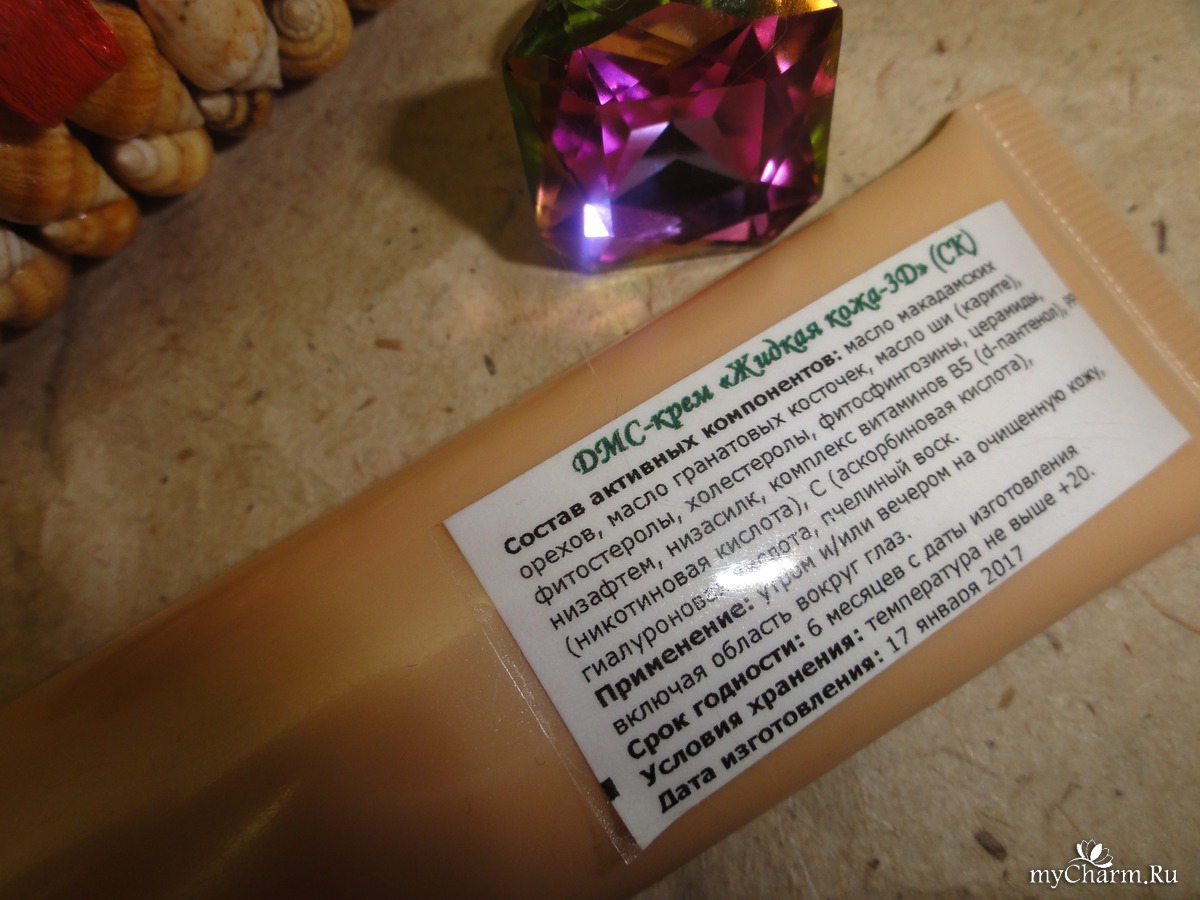 DМС-крем «Жидкая кожа-3D» (СК)
Состав активных компонентов: масло макадамских
орехов, масло гранатовых косточек, масло ши (карите),
фитостеролы, холестеролы, фитосфингозины, церамиды,
низафтем, низасилк, комплекс витаминов В5 (d-пантенол),
(никотиновая кислота), С (аскорбиновая кислота),
гиалуроновая кислота, пчелиный воск.
Применение: утром и/или вечером на очищенную кожу,
включая область вокруг глаз.
Срок годности: 6 месяцев с даты изготовления
Условия хранения: температура не выше +20.
Дата изготовления: 17 января 2017
myCharm.Ru